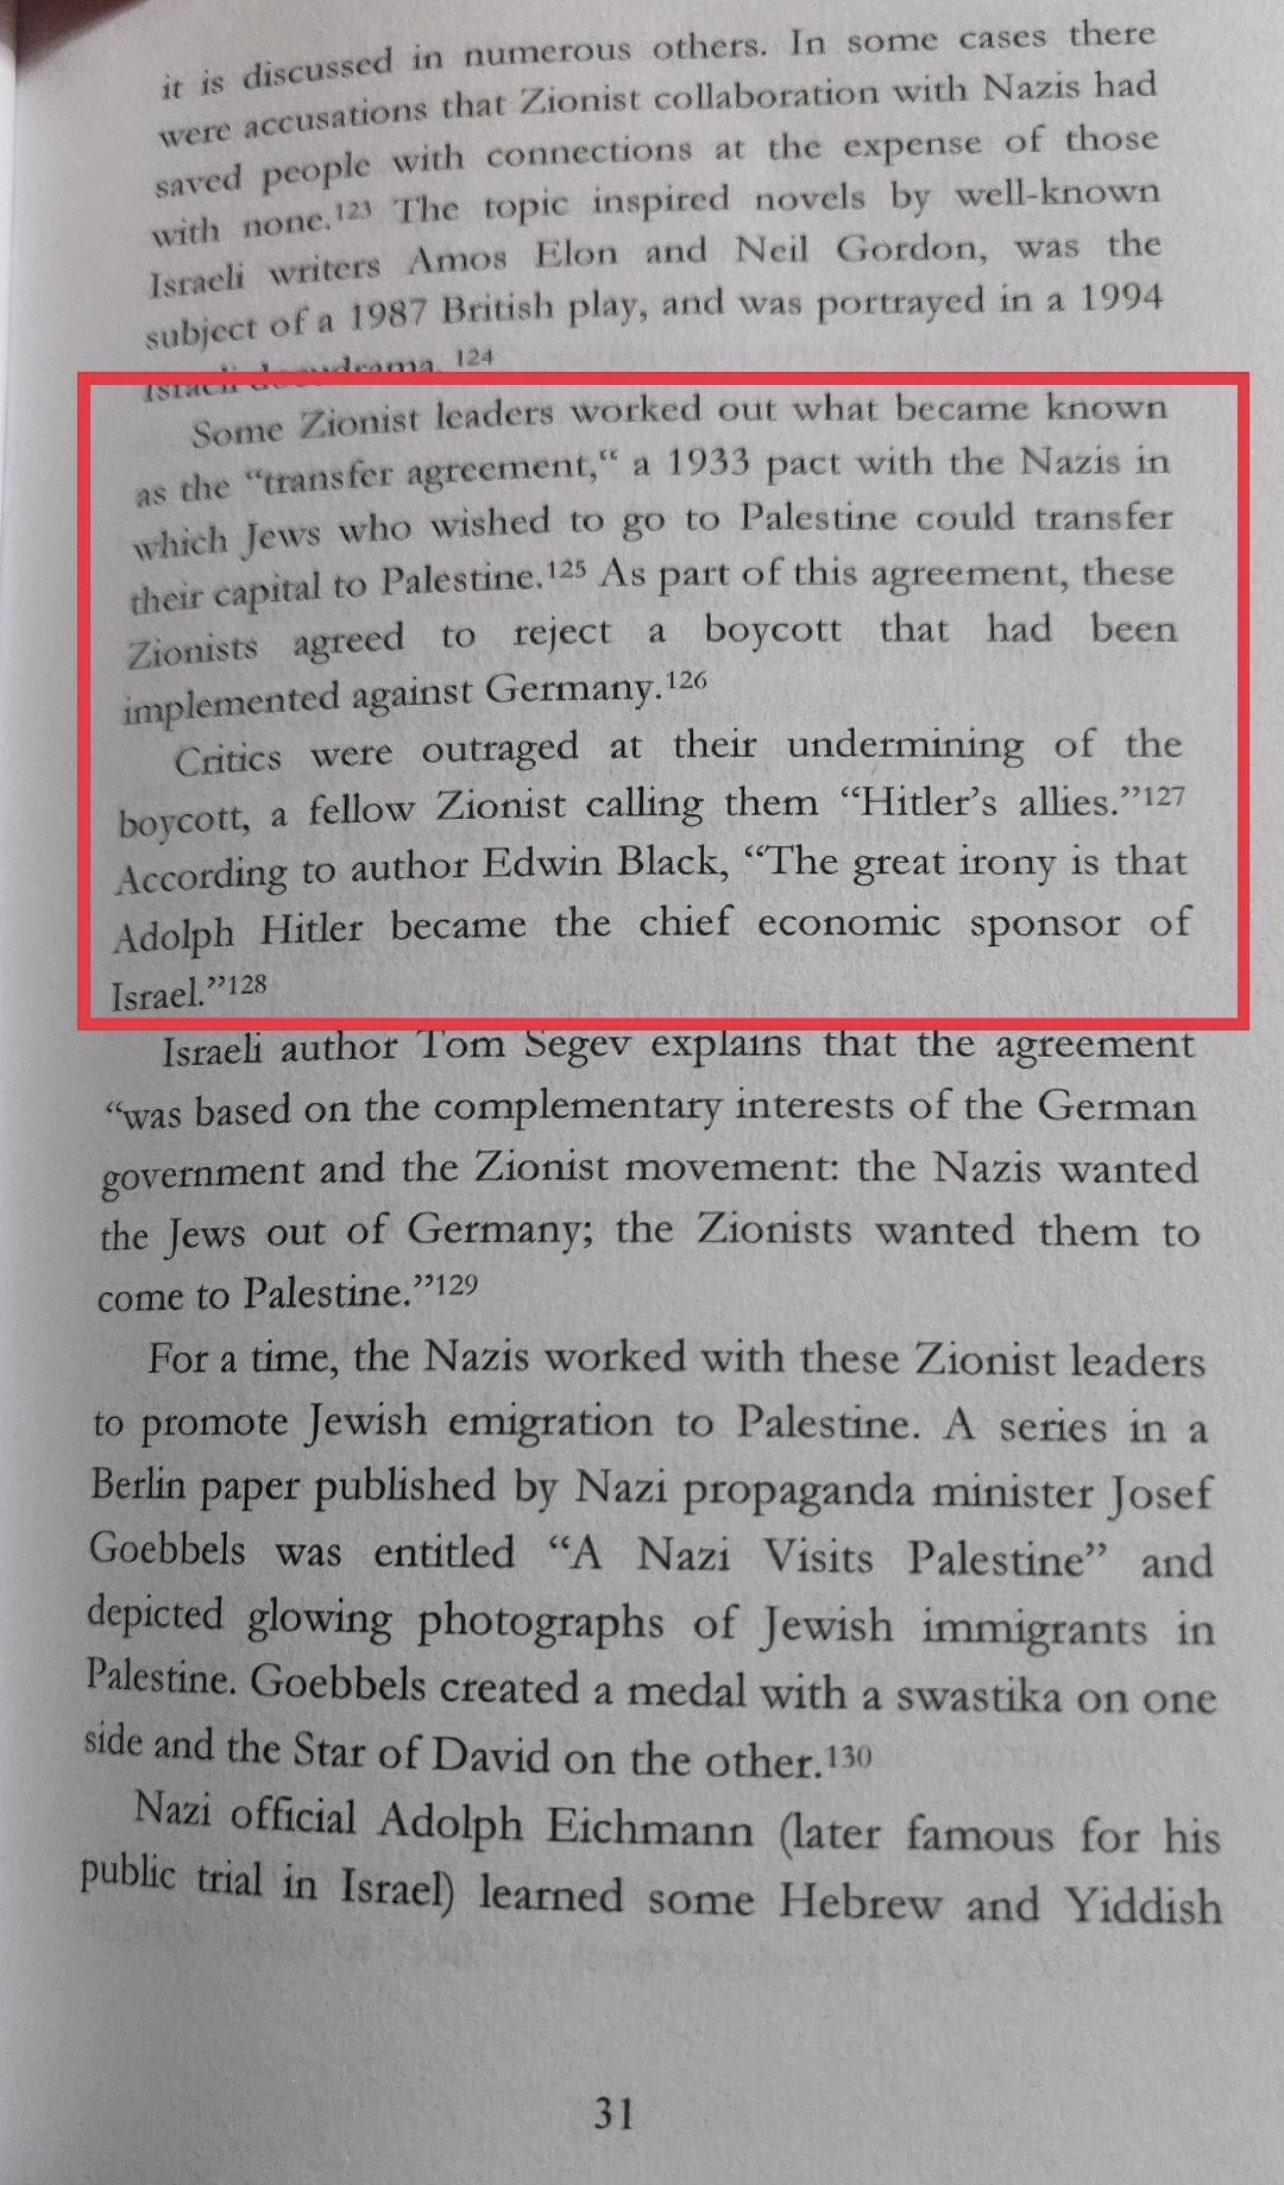 it is discussed in numerous others. In some cases there
were accusations that Zionist collaboration with Nazis had
saved people with connections at the expense of those
with none.123 The topic inspired novels by well-known
Israeli writers Amos Elon and Neil Gordon, was the
subject of a 1987 British play, and was portrayed in a 1994
Israeli docudrama. 124
Some Zionist leaders worked out what became known
as the "transfer agreement,“ a 1933 pact with the Nazis in
which Jews who wished to go to Palestine could transfer
their capital to Palestine.125 As part of this agreement, these
Zionists agreed to reject a boycott that had been
implemented against Germany.126
Critics were outraged at their undermining of the
boycott, a fellow Zionist calling them “Hitler’s allies.”127
According to author Edwin Black, “The great irony is that
Adolph Hitler became the chief economic sponsor of
Israel.”128
Israeli author Tom Segev explains that the agreement
“was based on the complementary interests of the German
government and the Zionist movement: the Nazis wanted
the Jews out of Germany; the Zionists wanted them to
come to Palestine.”129
For a time, the Nazis worked with these Zionist leaders
to promote Jewish emigration to Palestine. A series in a
Berlin paper published by Nazi propaganda minister Josef
Goebbels was entitled “A Nazi Visits Palestine” and
depicted glowing photographs of Jewish immigrants in
Palestine. Goebbels created a medal with a swastika on one
side and the Star of David on the other.130
Nazi official Adolph Eichmann (later famous for his
public trial in Israel) learned some Hebrew and Yiddish
31